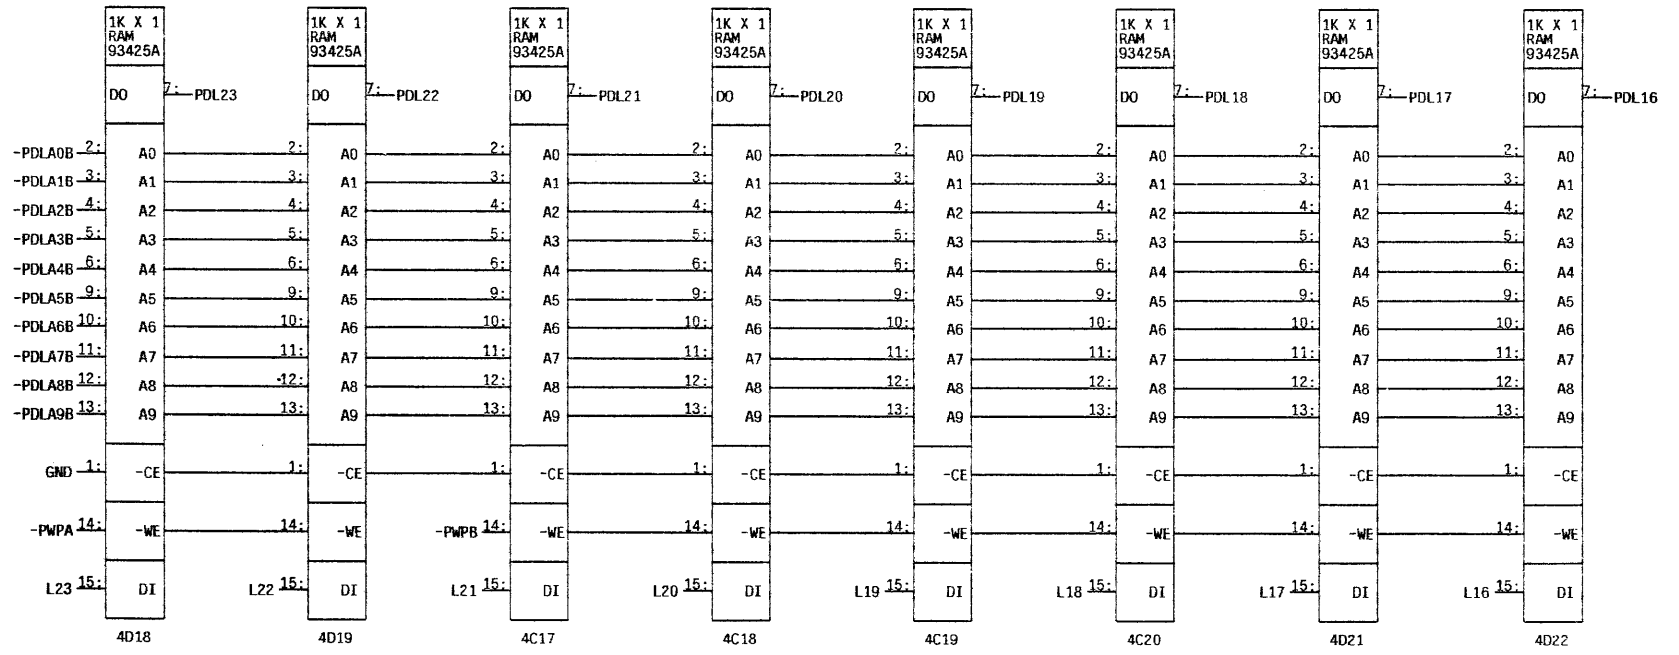 1K X 1 1K X 1 1K X 1 1K X 1 1K X 1 1K X 1 1K X 1 1K X 1
RAM RAM RAM RAM RAM RAM RAM RAM
93425A 93425A 93425A 93425A 93425A 93425A 93425A 93425A
DO 7: PDL23 DO 7: PDL22 DO 7: PDL21 DO 7: PDL20 DO 7: PDL19 DO 7: PDL18 DO 7: PDL17 DO 7: PDL16
-PDLA0B 2: A0 2: A0 2: A0 2: A0 2: A0 2: A0 2: A0 2: A0
-PDLA1B 3: A1 3: A1 3: A1 3: A1 3: A1 3: A1 3: A1 3: A1
-PDLA2B 4: A2 4: A2 4: A2 4: A2 4: A2 4: A2 4: A2 4: A2
-PDLA3B 5: A3 5: A3 5: A3 5: A3 5: A3 5: A3 5: A3 5: A3
-PDLA4B 6: A4 6: A4 6: A4 6: A4 6: A4 6: A4 6: A4 6: A4
-PDLA5B 9: A5 9: A5 9: A5 9: A5 9: A5 9: A5 9: A5 9: A5
-PDLA6B 10: A6 10: A6 10: A6 10: A6 10: A6 10: A6 10: A6 10: A6
-PDLA7B 11: A7 11: A7 11: A7 11: A7 11: A7 11: A7 11: A7 11: A7
-PDLA8B 12: A8 12: A8 12: A8 12: A8 12: A8 12: A8 12: A8 12: A8
-PDLA9B 13: A9 13: A9 13: A9 13: A9 13: A9 13: A9 13: A9 13: A9
GND 1: -CE 1: -CE 1: -CE 1: -CE 1: -CE 1: -CE 1: -CE 1: -CE
-PWPA 14: -WE 14: -WE -PWPB 14: -WE 14: -WE 14: -WE 14: -WE 14: -WE 14: -WE
L23 15: DI L22 15: DI L21 15: DI L20 15: DI L19 15: DI L18 15: DI L17 15: DI L16 15: DI
4D18 4D19 4C17 4C18 4C19 4C20 4D21 4D22